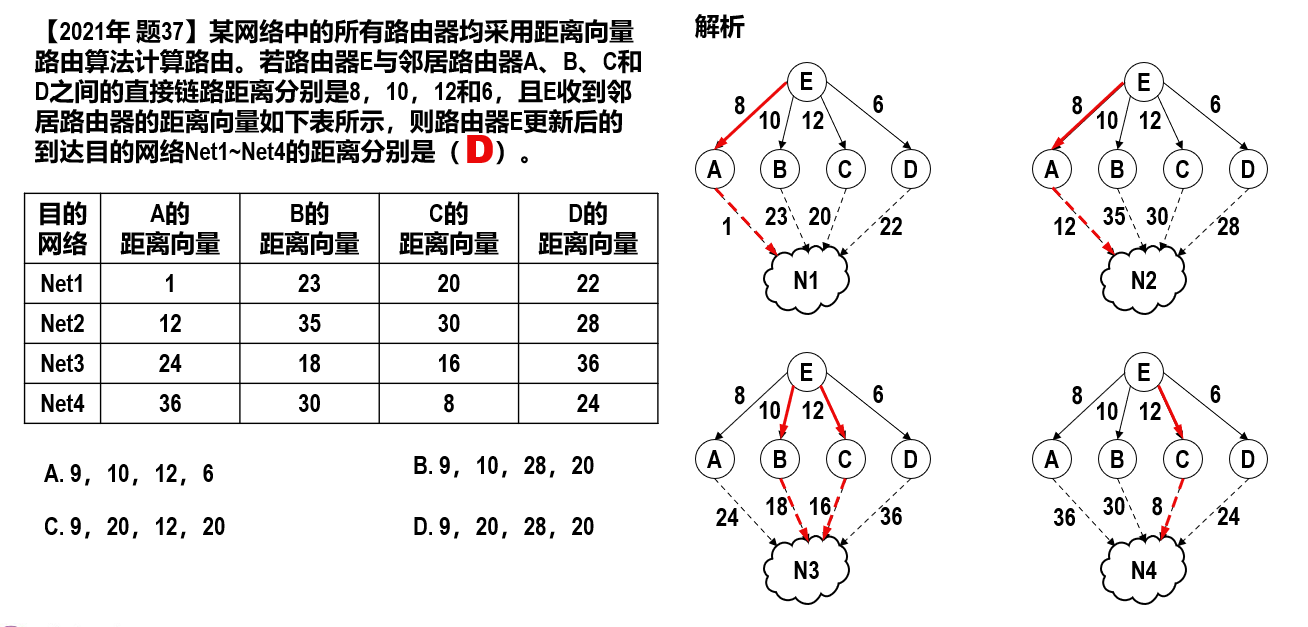 【2021年 题37】某网络中的所有路由器均采用距离向量
路由算法计算路由。若路由器E与邻居路由器A、B、C和
D之间的直接链路距离分别是8，10，12和6，且E收到邻
居路由器的距离向量如下表所示，则路由器E更新后的
到达目的网络Net1~Net4的距离分别是（D）。
目的网络 A的距离向量 B的距离向量 C的距离向量 D的距离向量
Net1 1 23 20 22
Net2 12 35 30 28
Net3 24 18 16 36
Net4 36 30 8 24
A. 9，10，12，6
B. 9，10，28，20
C. 9，20，12，20
D. 9，20，28，20
解析
E
8 10 12 6
A B C D
1 23 20 22
N1
E
8 10 12 6
A B C D
12 35 30 28
N2
E
8 10 12 6
A B C D
24 18 16 36
N3
E
8 10 12 6
A B C D
36 30 8 24
N4